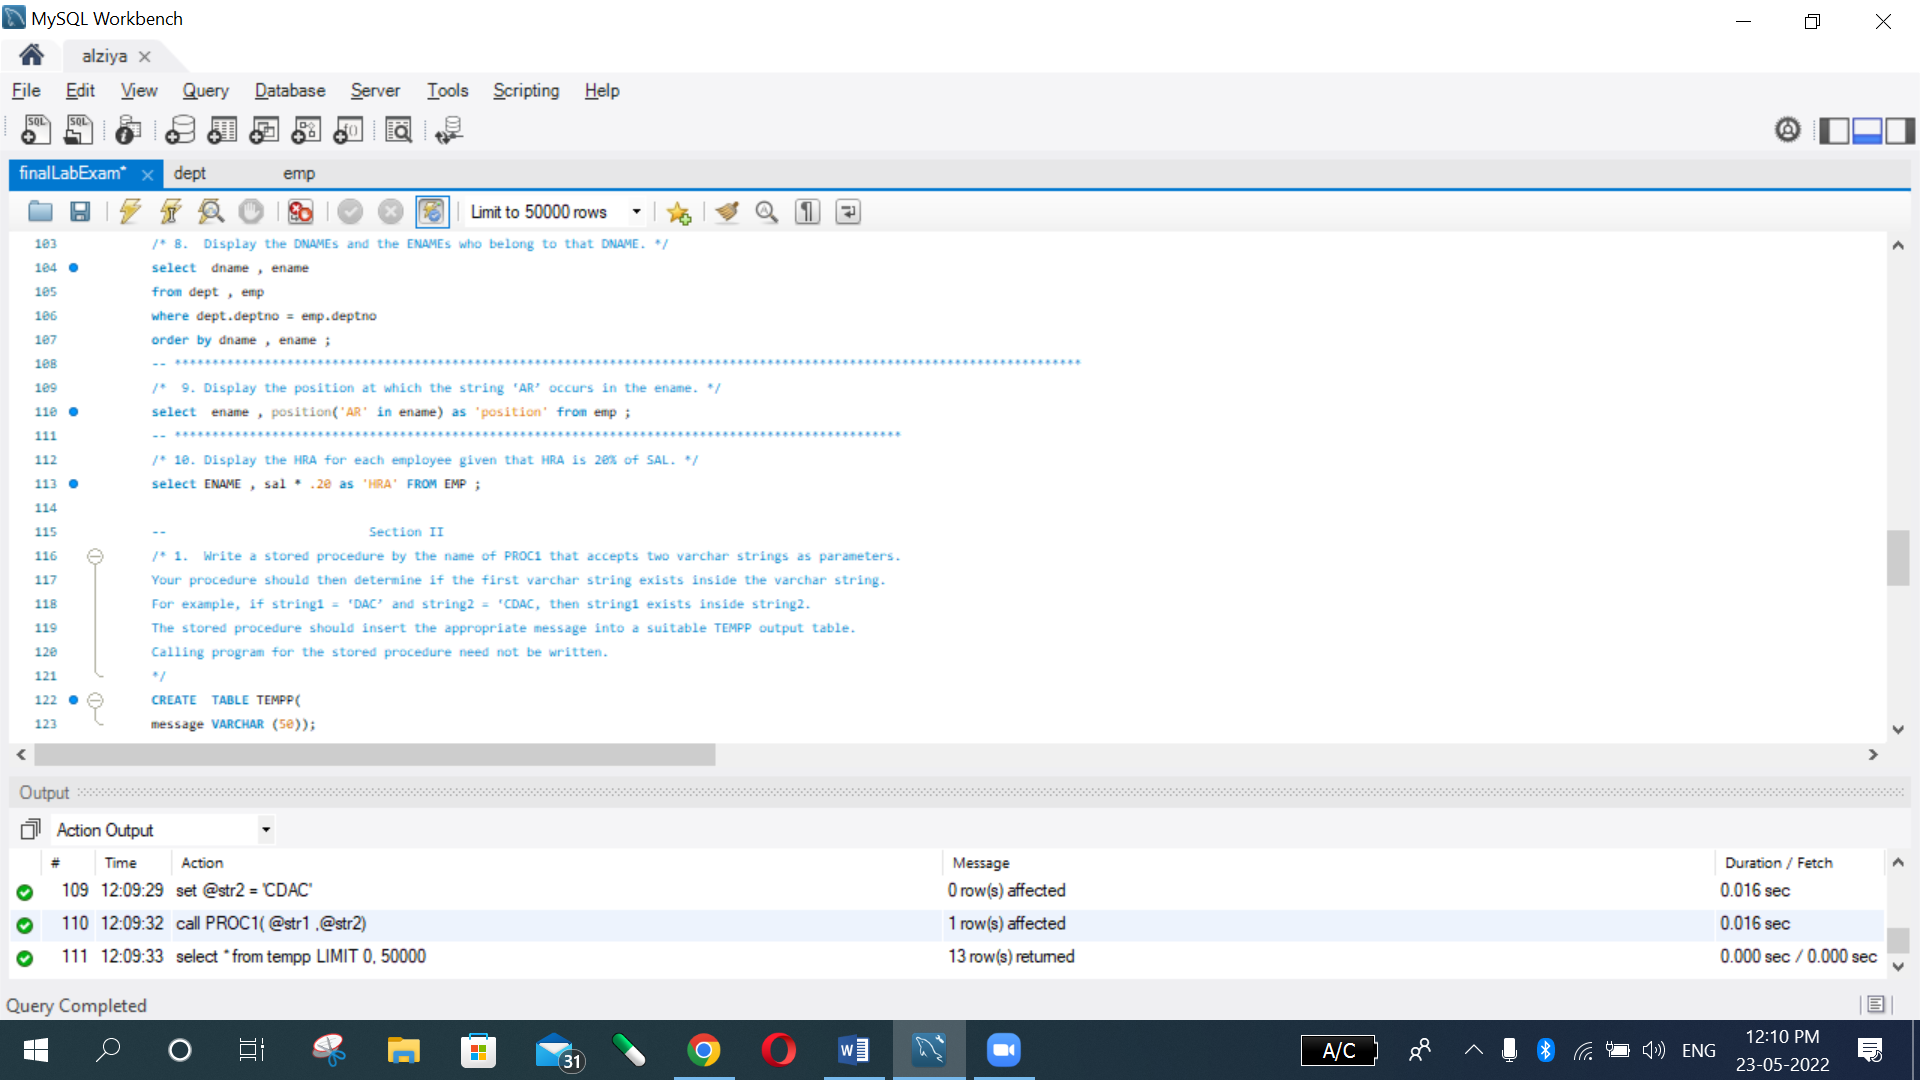 MySQL Workbench
alziya
File Edit View Query Database Server Tools Scripting Help
finalLabExam* dept emp
Limit to 50000 rows
103 /* 8. Display the DNAMEs and the ENAMEs who belong to that DNAME. */
104 select dname , ename
105 from dept , emp
106 where dept.deptno = emp.deptno
107 order by dname , ename ;
108 -- *************************************************************************************************************************
109 /* 9. Display the position at which the string ‘AR’ occurs in the ename. */
110 select ename , position('AR' in ename) as 'position' from emp ;
111 -- *************************************************************************************************
112 /* 10. Display the HRA for each employee given that HRA is 20% of SAL. */
113 select ENAME , sal * .20 as 'HRA' FROM EMP ;
114
115 -- Section II
116 /* 1. Write a stored procedure by the name of PROC1 that accepts two varchar strings as parameters.
117 Your procedure should then determine if the first varchar string exists inside the varchar string.
118 For example, if string1 = ‘DAC’ and string2 = ‘CDAC, then string1 exists inside string2.
119 The stored procedure should insert the appropriate message into a suitable TEMPP output table.
120 Calling program for the stored procedure need not be written.
121 */
122 CREATE TABLE TEMPP(
123 message VARCHAR (50));
Output
Action Output
# Time Action Message Duration / Fetch
109 12:09:29 set @str2 = 'CDAC' 0 row(s) affected 0.016 sec
110 12:09:32 call PROC1( @str1 ,@str2) 1 row(s) affected 0.016 sec
111 12:09:33 select * from tempp LIMIT 0, 50000 13 row(s) returned 0.000 sec / 0.000 sec
Query Completed
31
A/C
ENG
12:10 PM
23-05-2022